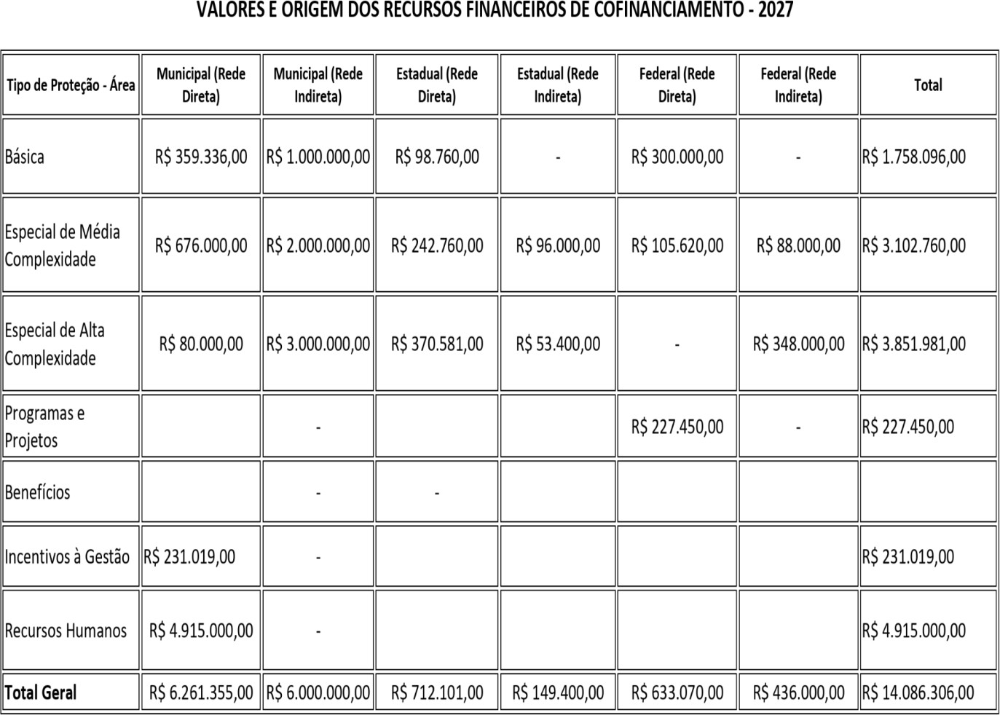 VALORES E ORIGEM DOS RECURSOS FINANCEIROS DE COFINANCIAMENTO - 2027
Tipo de Proteção - Área | Municipal (Rede Direta) | Municipal (Rede Indireta) | Estadual (Rede Direta) | Estadual (Rede Indireta) | Federal (Rede Direta) | Federal (Rede Indireta) | Total
Básica | R$ 359.336,00 | R$ 1.000.000,00 | R$ 98.760,00 | - | R$ 300.000,00 | - | R$ 1.758.096,00
Especial de Média Complexidade | R$ 676.000,00 | R$ 2.000.000,00 | R$ 242.760,00 | R$ 96.000,00 | R$ 105.620,00 | R$ 88.000,00 | R$ 3.102.760,00
Especial de Alta Complexidade | R$ 80.000,00 | R$ 3.000.000,00 | R$ 370.581,00 | R$ 53.400,00 | - | R$ 348.000,00 | R$ 3.851.981,00
Programas e Projetos | | - | | | R$ 227.450,00 | - | R$ 227.450,00
Benefícios | | - | - | | | |
Incentivos à Gestão | R$ 231.019,00 | - | | | | | R$ 231.019,00
Recursos Humanos | R$ 4.915.000,00 | - | | | | | R$ 4.915.000,00
Total Geral | R$ 6.261.355,00 | R$ 6.000.000,00 | R$ 712.101,00 | R$ 149.400,00 | R$ 633.070,00 | R$ 436.000,00 | R$ 14.086.306,00